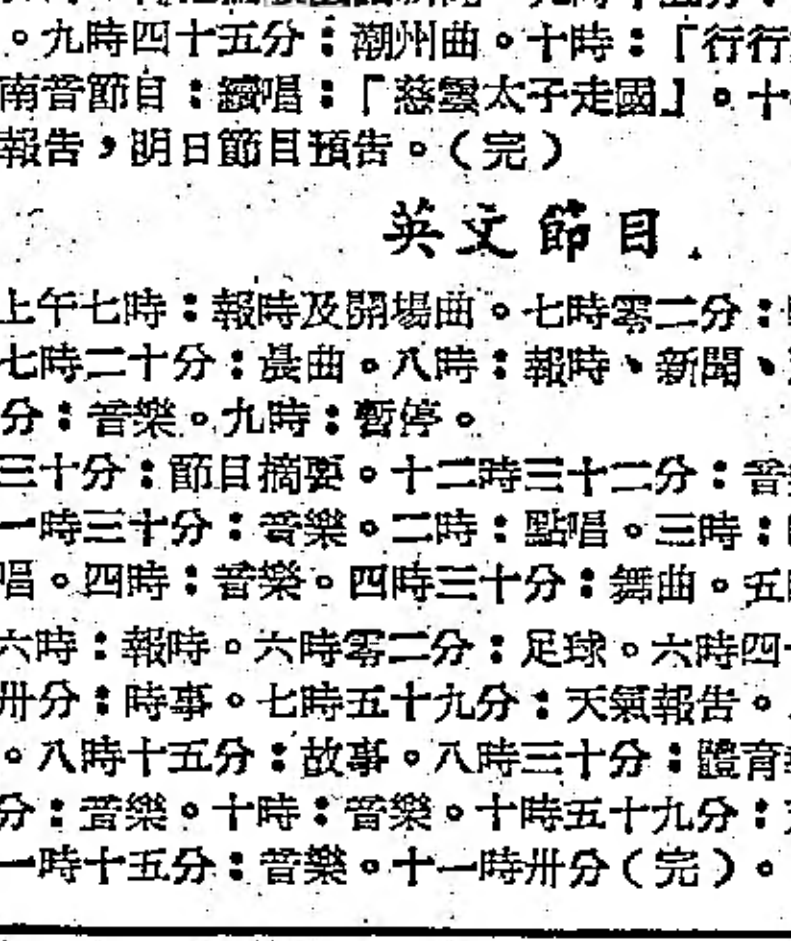 。九時四十五分：潮州曲。十時：「行行
南音節目：續唱：「慈雲太子走國」。十
報告，明日節目預告。（完）
英文節目
上午七時：報時及開場曲。七時零二分：
七時二十分：晨曲。八時：報時、新聞、
分：音樂。九時：暫停。
三十分：節目摘要。十二時三十二分：音
一時三十分：音樂。二時：點唱。三時：
唱。四時：音樂。四時三十分：舞曲。五
六時：報時。六時零二分：足球。六時四
卅分：時事。七時五十九分：天氣報告。
。八時十五分：故事。八時三十分：體育
分：音樂。十時：音樂。十時五十九分：
一時十五分：音樂。十一時卅分（完）。